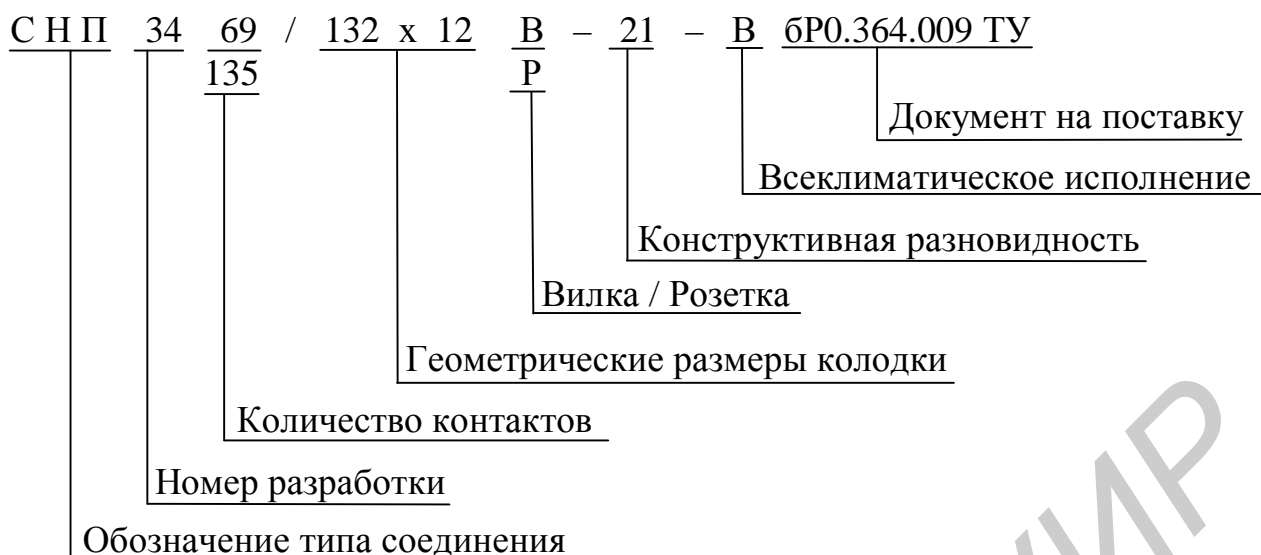 С Н П 34 69 / 132 х 12 В – 21 – В бР0.364.009 ТУ
135 Р
Документ на поставку
Всеклиматическое исполнение
Конструктивная разновидность
Вилка / Розетка
Геометрические размеры колодки
Количество контактов
Номер разработки
Обозначение типа соединения